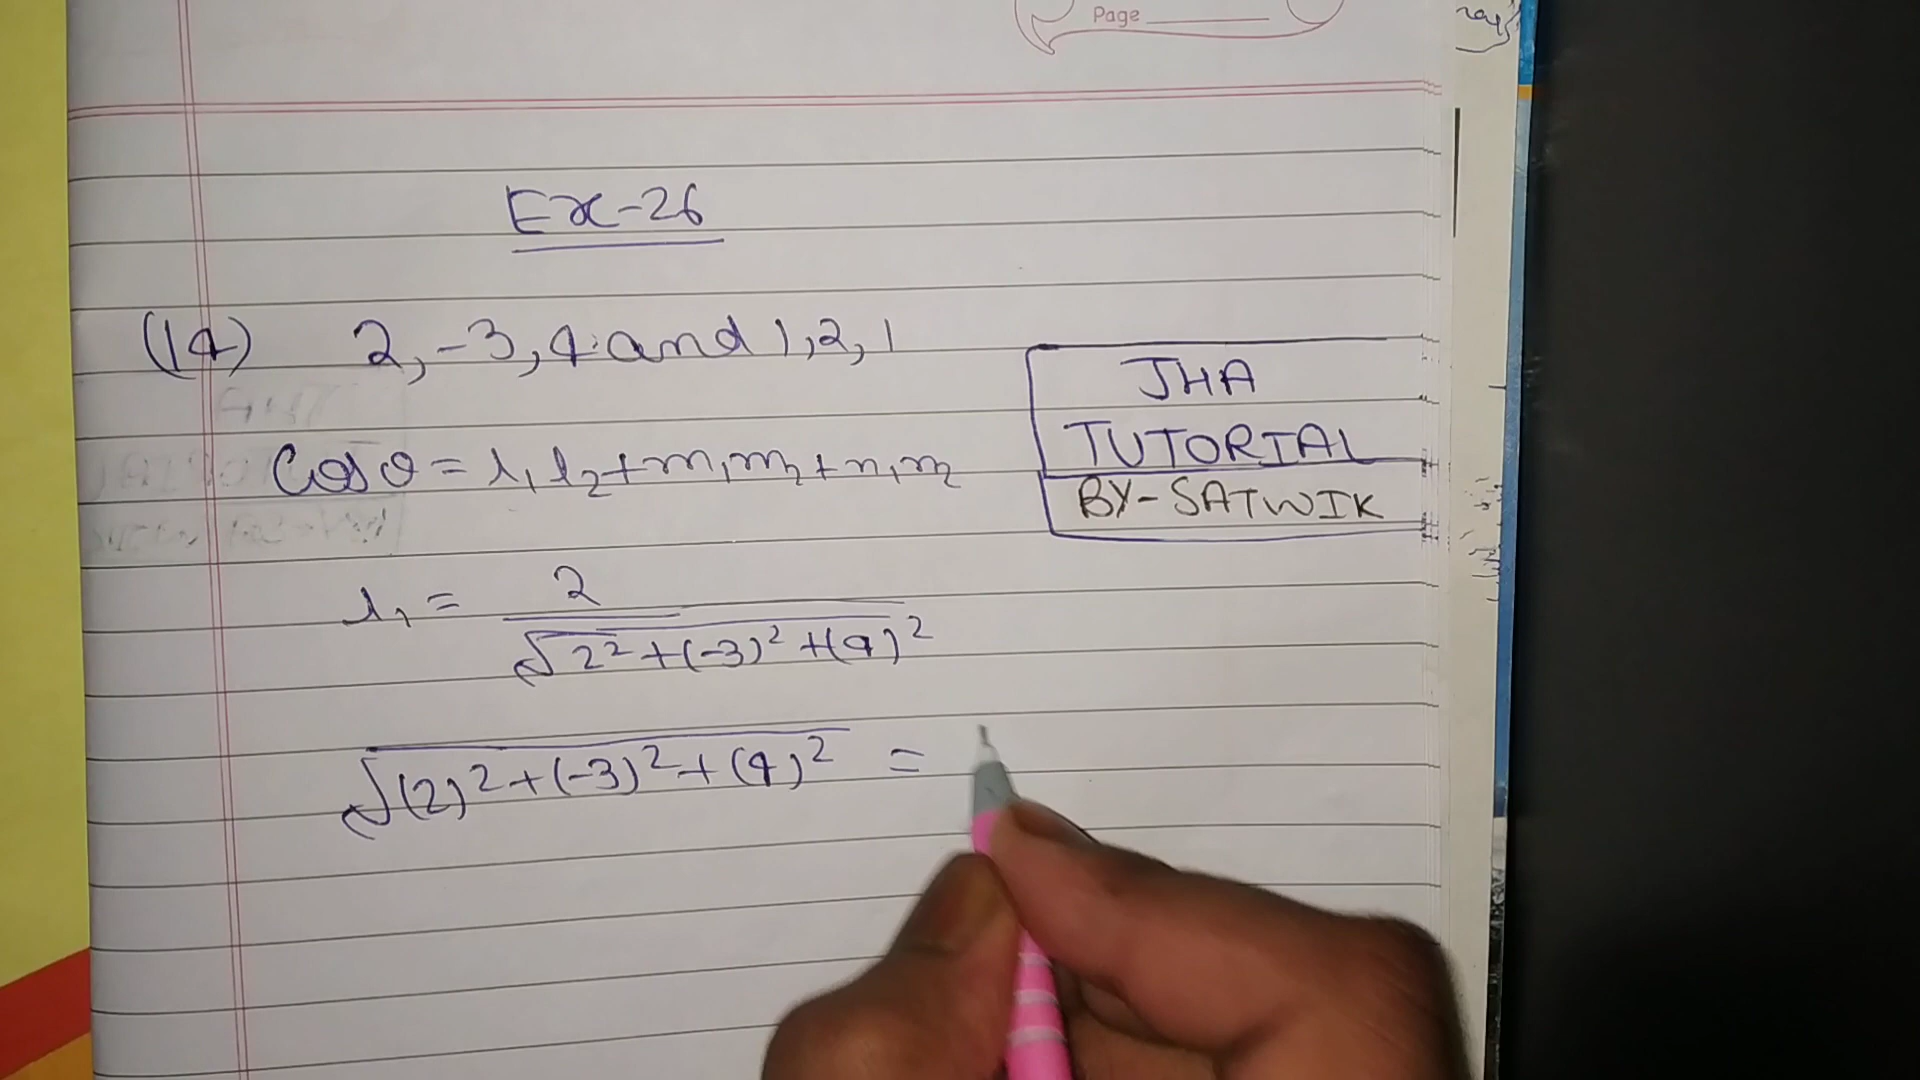 Page
Ex-26
(14) 2, -3, 4 and 1, 2, 1
JHA
TUTORIAL
BY-SATWIK
Cosθ = l₁l₂ + m₁m₂ + n₁n₂
l₁ = 2 / √2² + (-3)² + (4)²
√(2)² + (-3)² + (4)² =